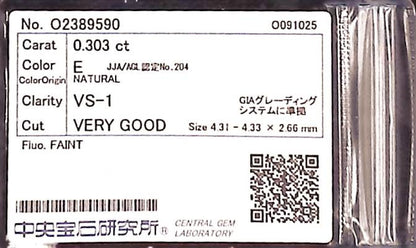 No. O2389590 O091025
Carat 0.303 ct
Color E JJA/AGL認定No.204
ColorOrigin NATURAL
Clarity VS-1 GIAグレーディング
システムに準拠
Cut VERY GOOD Size 4.31 - 4.33 × 2.66 mm
Fluo. FAINT
中央宝石研究所® CENTRAL GEM
LABORATORY